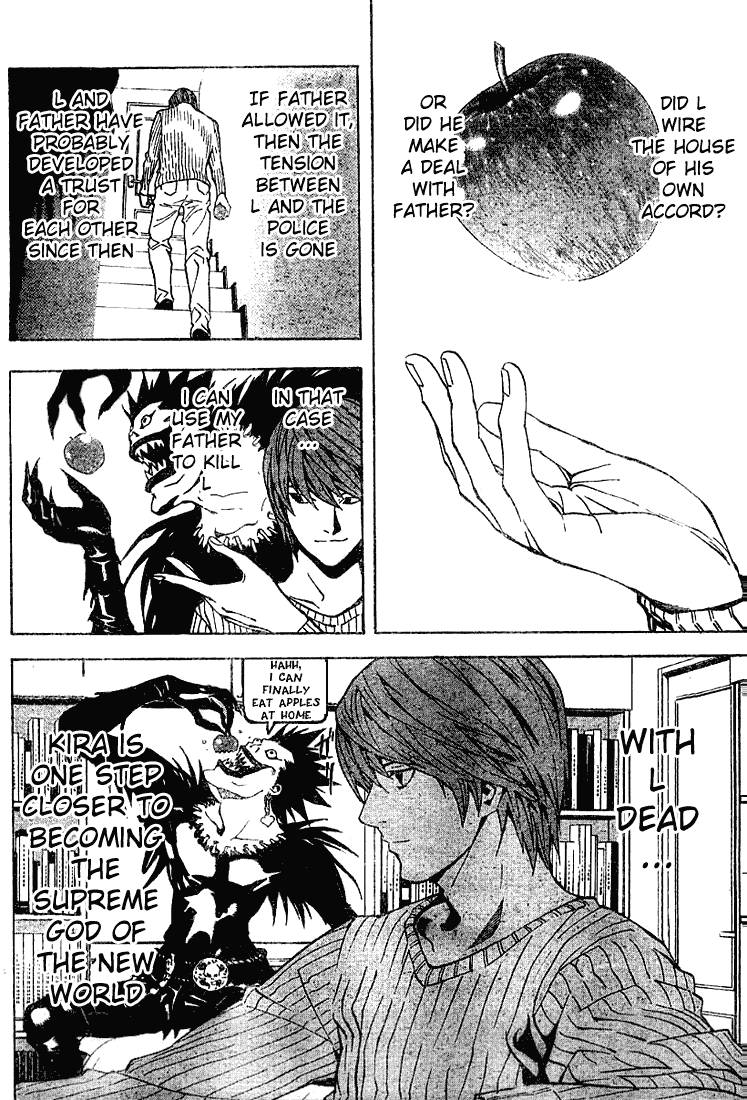 DID L
WIRE
THE HOUSE
OF HIS
OWN
ACCORD?
OR
DID HE
MAKE
A DEAL
WITH
FATHER?
IF FATHER
ALLOWED IT,
THEN THE
TENSION
BETWEEN
L AND THE
POLICE
IS GONE
L AND
FATHER HAVE
PROBABLY
DEVELOPED
A TRUST
FOR
EACH OTHER
SINCE THEN
IN THAT
CASE
...
I CAN
USE MY
FATHER
TO KILL
L
WITH
L
DEAD
...
HAHH,
I CAN
FINALLY
EAT APPLES
AT HOME
KIRA IS
ONE STEP
CLOSER TO
BECOMING
THE
SUPREME
GOD OF
THE NEW
WORLD